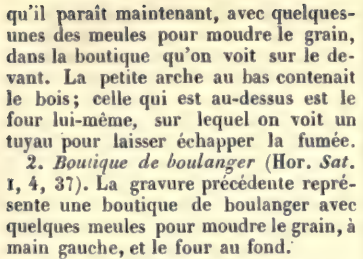 qu'il paraît maintenant, avec quelques-
unes des meules pour moudre le grain,
dans la boutique qu'on voit sur le de-
vant. La petite arche au bas contenait
le bois; celle qui est au-dessus est le
four lui-même, sur lequel on voit un
tuyau pour laisser échapper la fumée.
2. Boutique de boulanger (Hor. Sat.
I, 4, 37). La gravure précédente repré-
sente une boutique de boulanger avec
quelques meules pour moudre le grain, à
main gauche, et le four au fond.